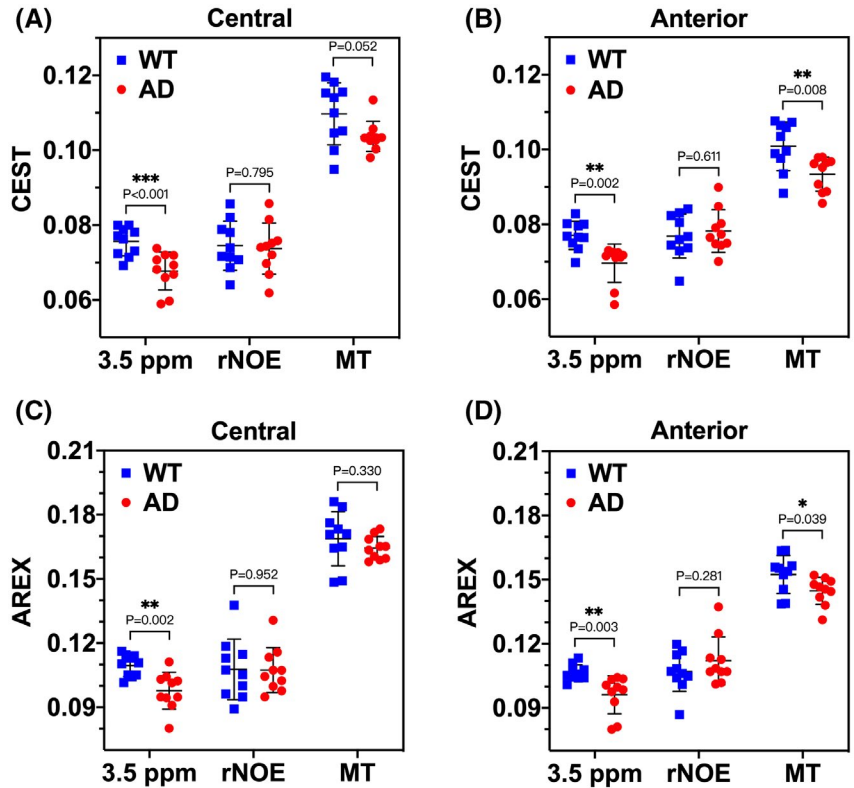 (A) Central
CEST
0.12
0.10
0.08
0.06
WT
AD
***
P<0.001
P=0.795
P=0.052
3.5 ppm rNOE MT
(B) Anterior
CEST
0.12
0.10
0.08
0.06
WT
AD
**
P=0.002
P=0.611
**
P=0.008
3.5 ppm rNOE MT
(C) Central
AREX
0.21
0.18
0.15
0.12
0.09
WT
AD
**
P=0.002
P=0.952
P=0.330
3.5 ppm rNOE MT
(D) Anterior
AREX
0.21
0.18
0.15
0.12
0.09
WT
AD
**
P=0.003
P=0.281
*
P=0.039
3.5 ppm rNOE MT